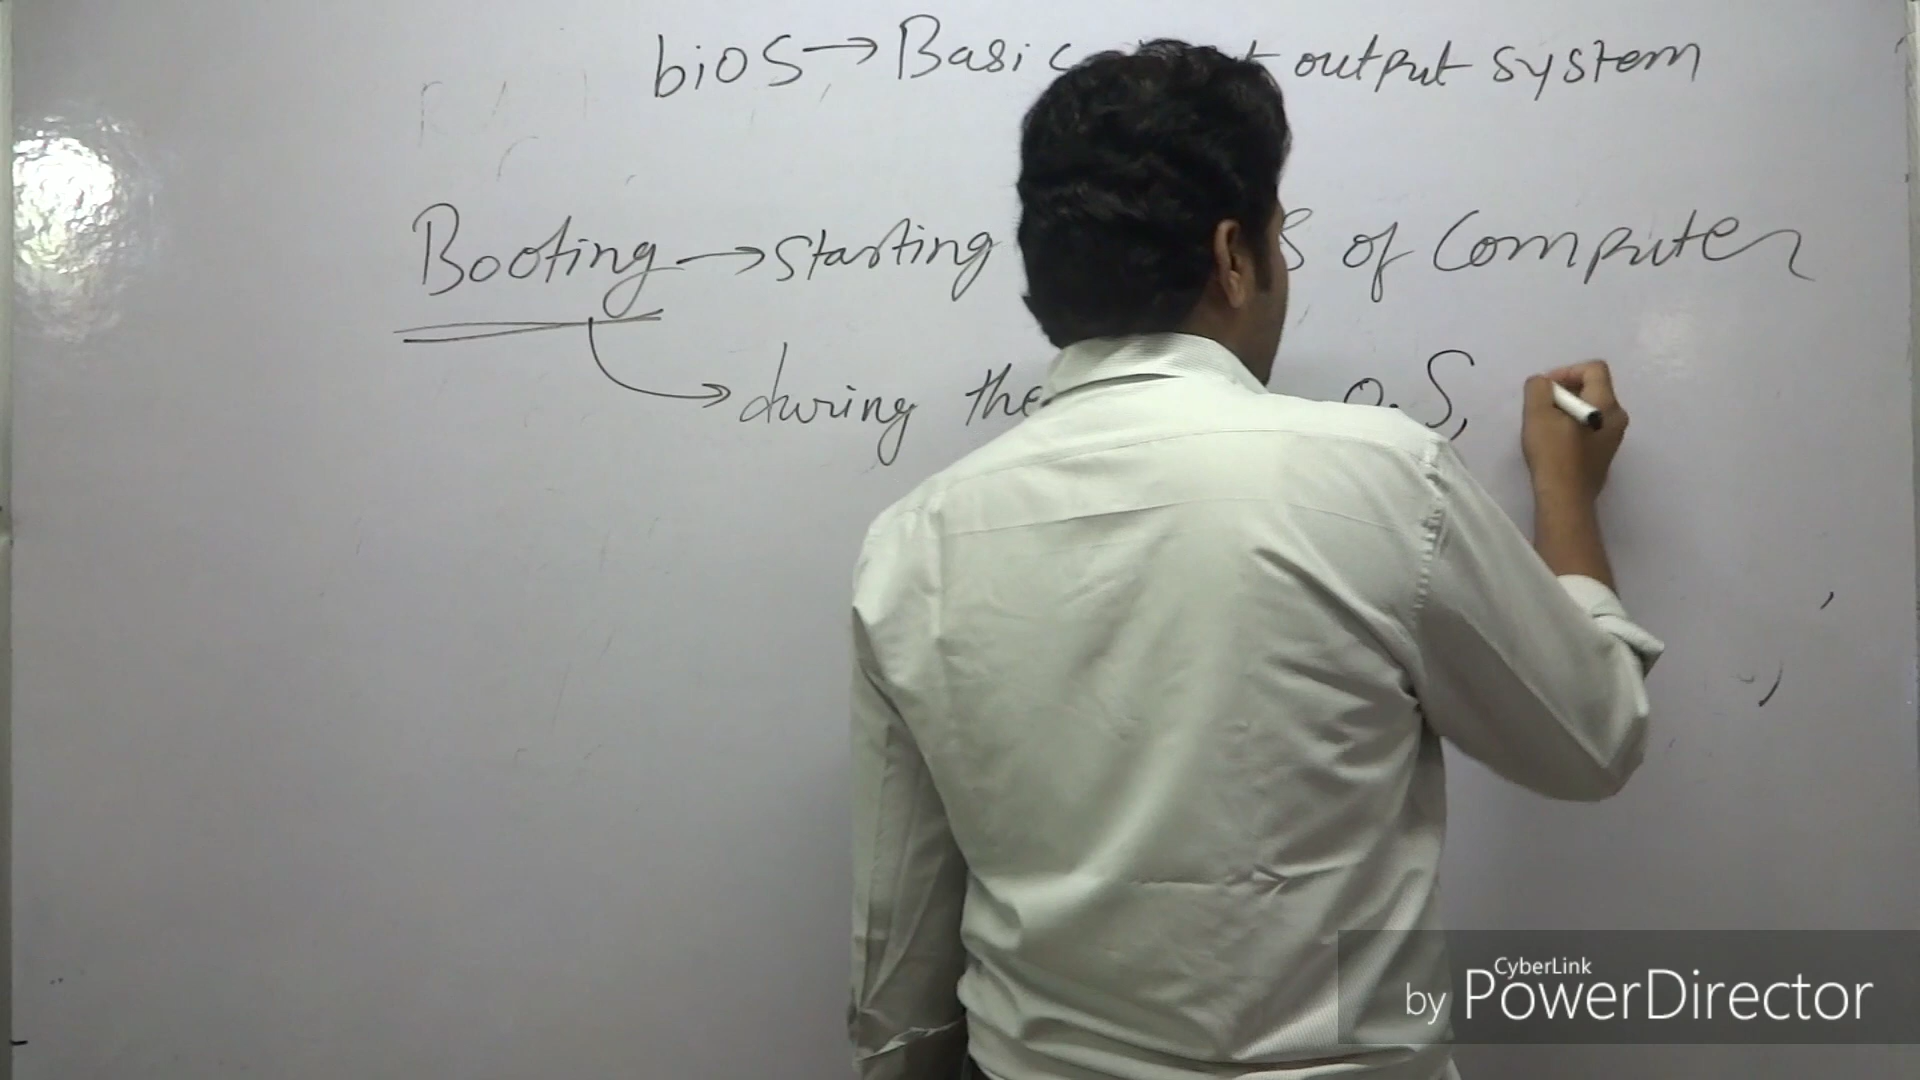 biOS → Basic output system
Booting → starting of Computer
during the O.S,
CyberLink
by PowerDirector